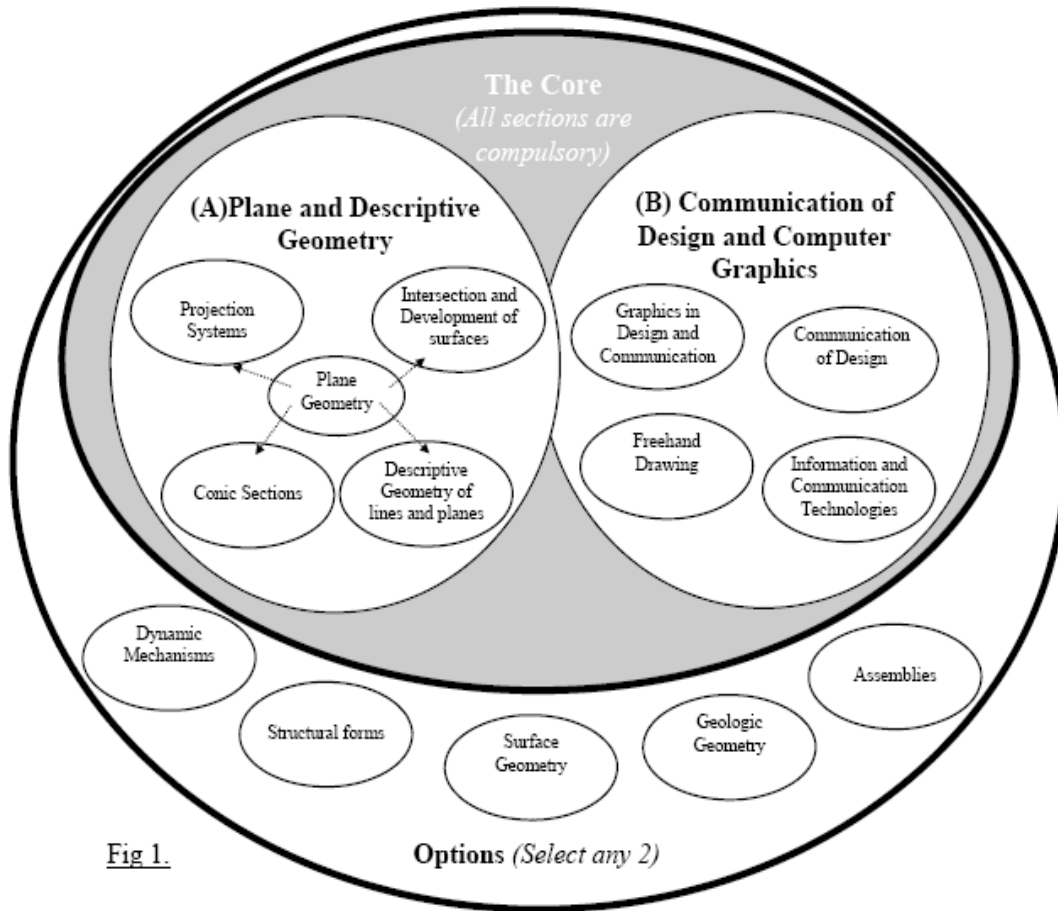 The Core
(All sections are
compulsory)
(A)Plane and Descriptive
Geometry
Projection
Systems
Intersection and
Development of
surfaces
Plane
Geometry
Conic Sections
Descriptive
Geometry of
lines and planes
(B) Communication of
Design and Computer
Graphics
Graphics in
Design and
Communication
Communication
of Design
Freehand
Drawing
Information and
Communication
Technologies
Dynamic
Mechanisms
Structural forms
Surface
Geometry
Geologic
Geometry
Assemblies
Fig 1.
Options (Select any 2)